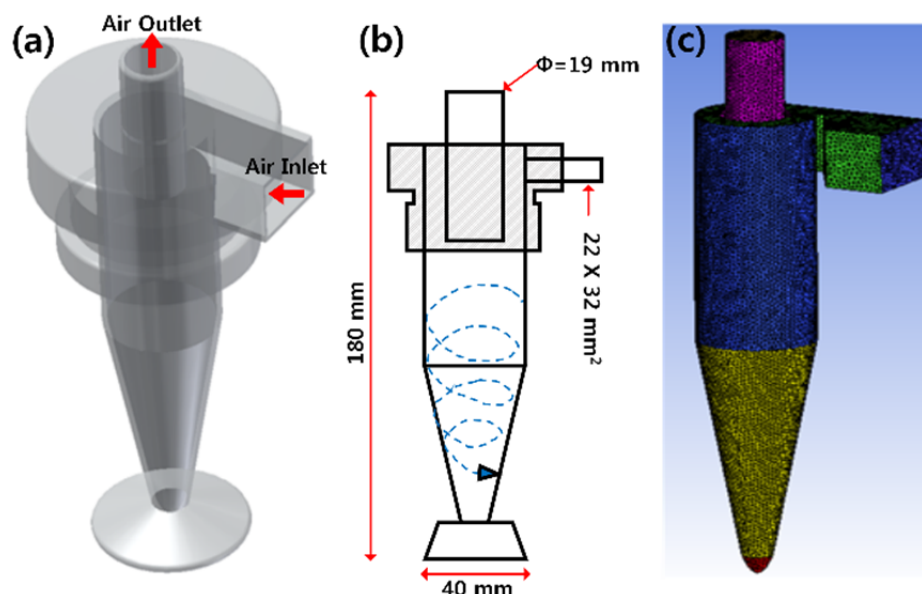 (a)
Air Outlet
Air Inlet
(b)
Φ=19 mm
180 mm
22 X 32 mm²
40 mm
(c)